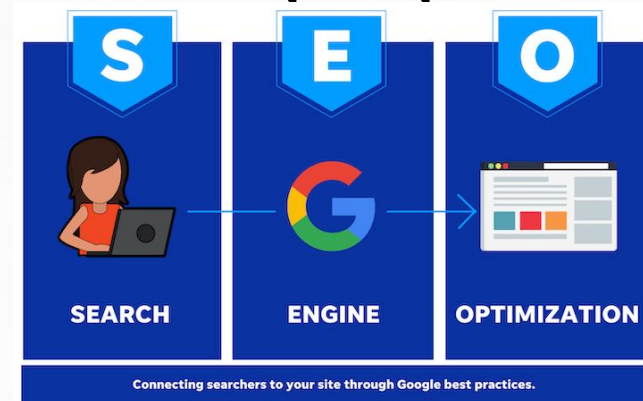 S E O
SEARCH ENGINE OPTIMIZATION
Connecting searchers to your site through Google best practices.